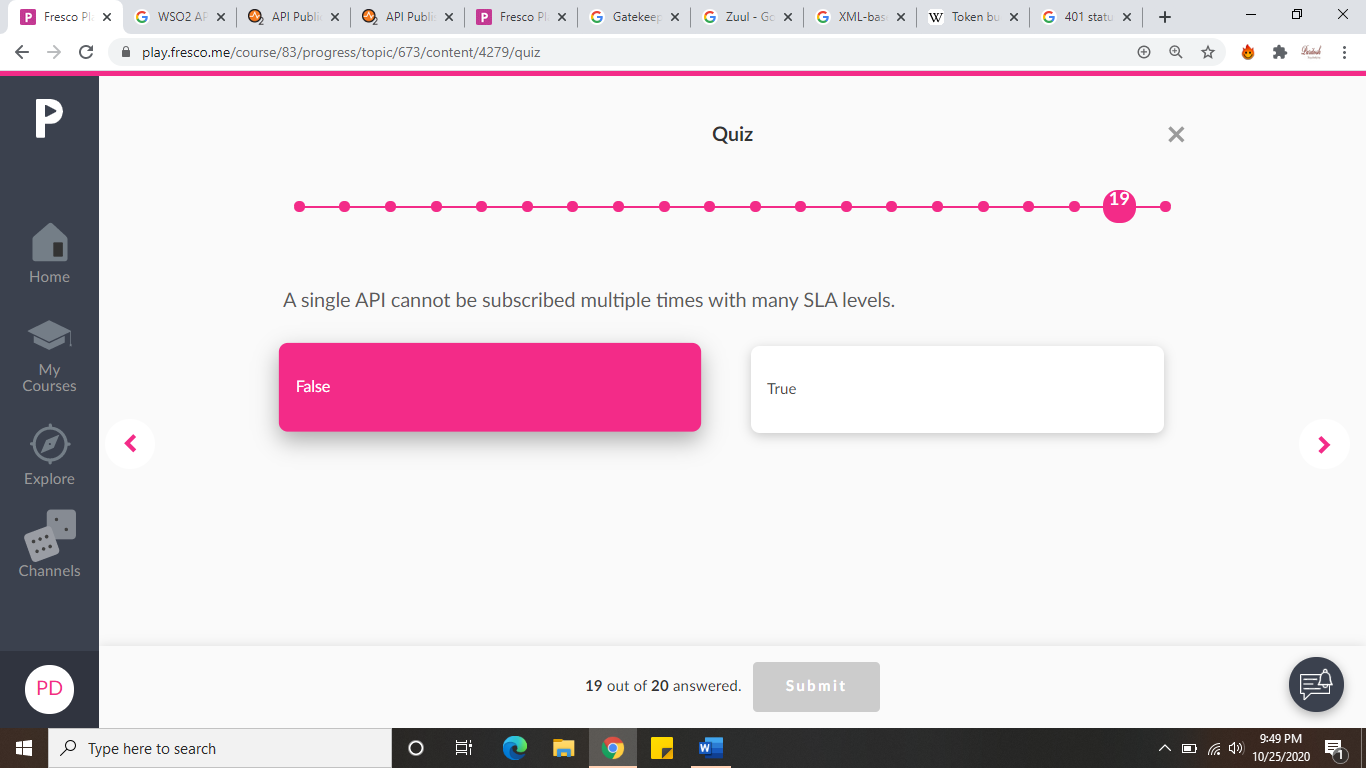 Fresco Pl
WSO2 AP
API Publi
API Publi
Fresco Pl
Gatekeep
Zuul - Go
XML-bas
Token bu
401 statu
play.fresco.me/course/83/progress/topic/673/content/4279/quiz
P
Quiz
19
Home
A single API cannot be subscribed multiple times with many SLA levels.
My
Courses
False
True
Explore
Channels
PD
19 out of 20 answered.
Submit
Type here to search
9:49 PM
10/25/2020
1